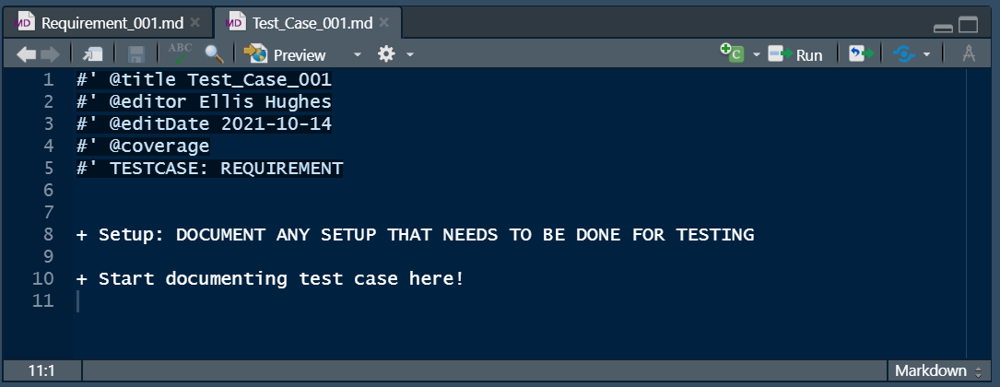 Requirement_001.md Test_Case_001.md
ABC Preview C Run
1 #' @title Test_Case_001
2 #' @editor Ellis Hughes
3 #' @editDate 2021-10-14
4 #' @coverage
5 #' TESTCASE: REQUIREMENT
6
7
8 + Setup: DOCUMENT ANY SETUP THAT NEEDS TO BE DONE FOR TESTING
9
10 + Start documenting test case here!
11
11:1 Markdown